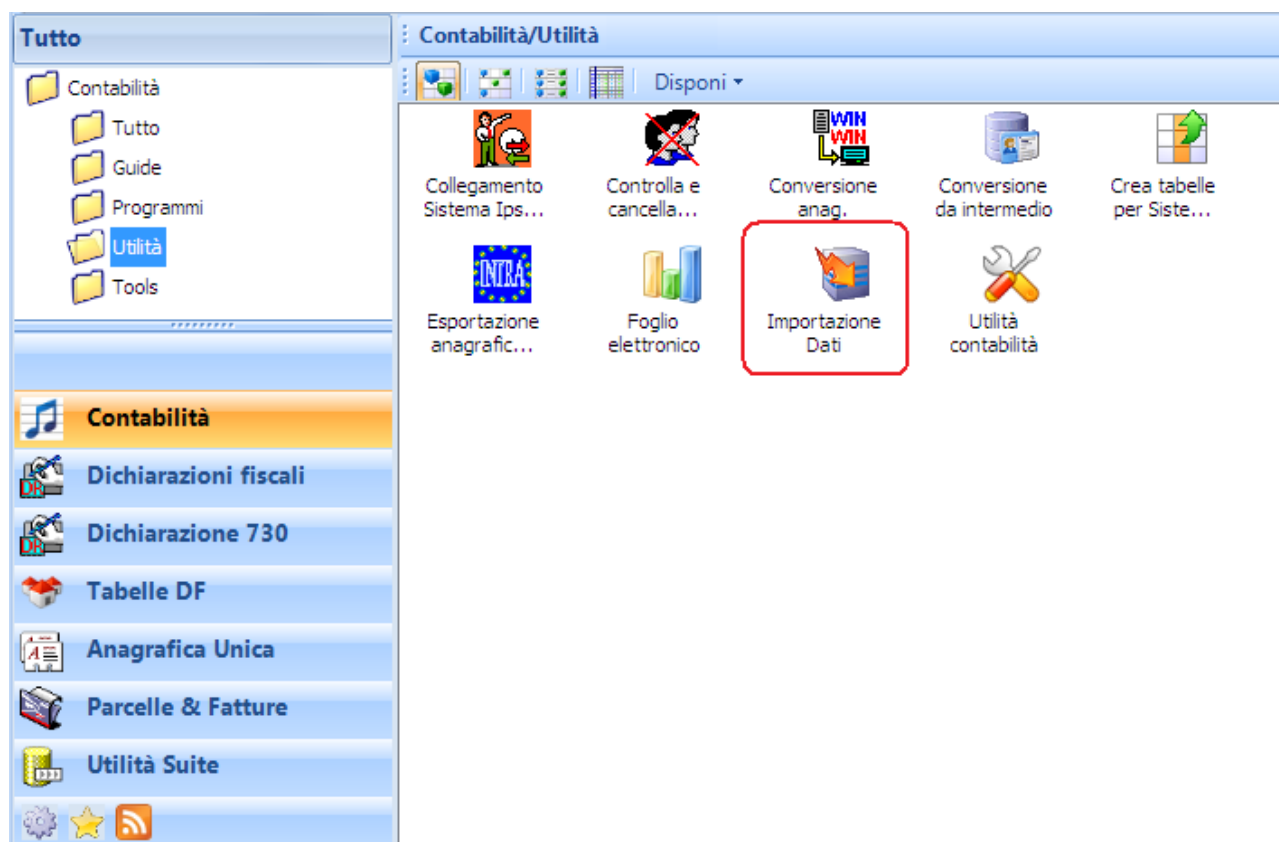 Tutto
Contabilità
Tutto
Guide
Programmi
Utilità
Tools
Contabilità
Dichiarazioni fiscali
DR
Dichiarazione 730
DR
Tabelle DF
Anagrafica Unica
A
Parcelle & Fatture
Utilità Suite
Contabilità/Utilità
Disponi
WIN
WIN
Collegamento
Sistema Ips...
Controlla e
cancella...
Conversione
anag.
Conversione
da intermedio
Crea tabelle
per Siste...
INTRA
Esportazione
anagrafic...
Foglio
elettronico
Importazione
Dati
Utilità
contabilità